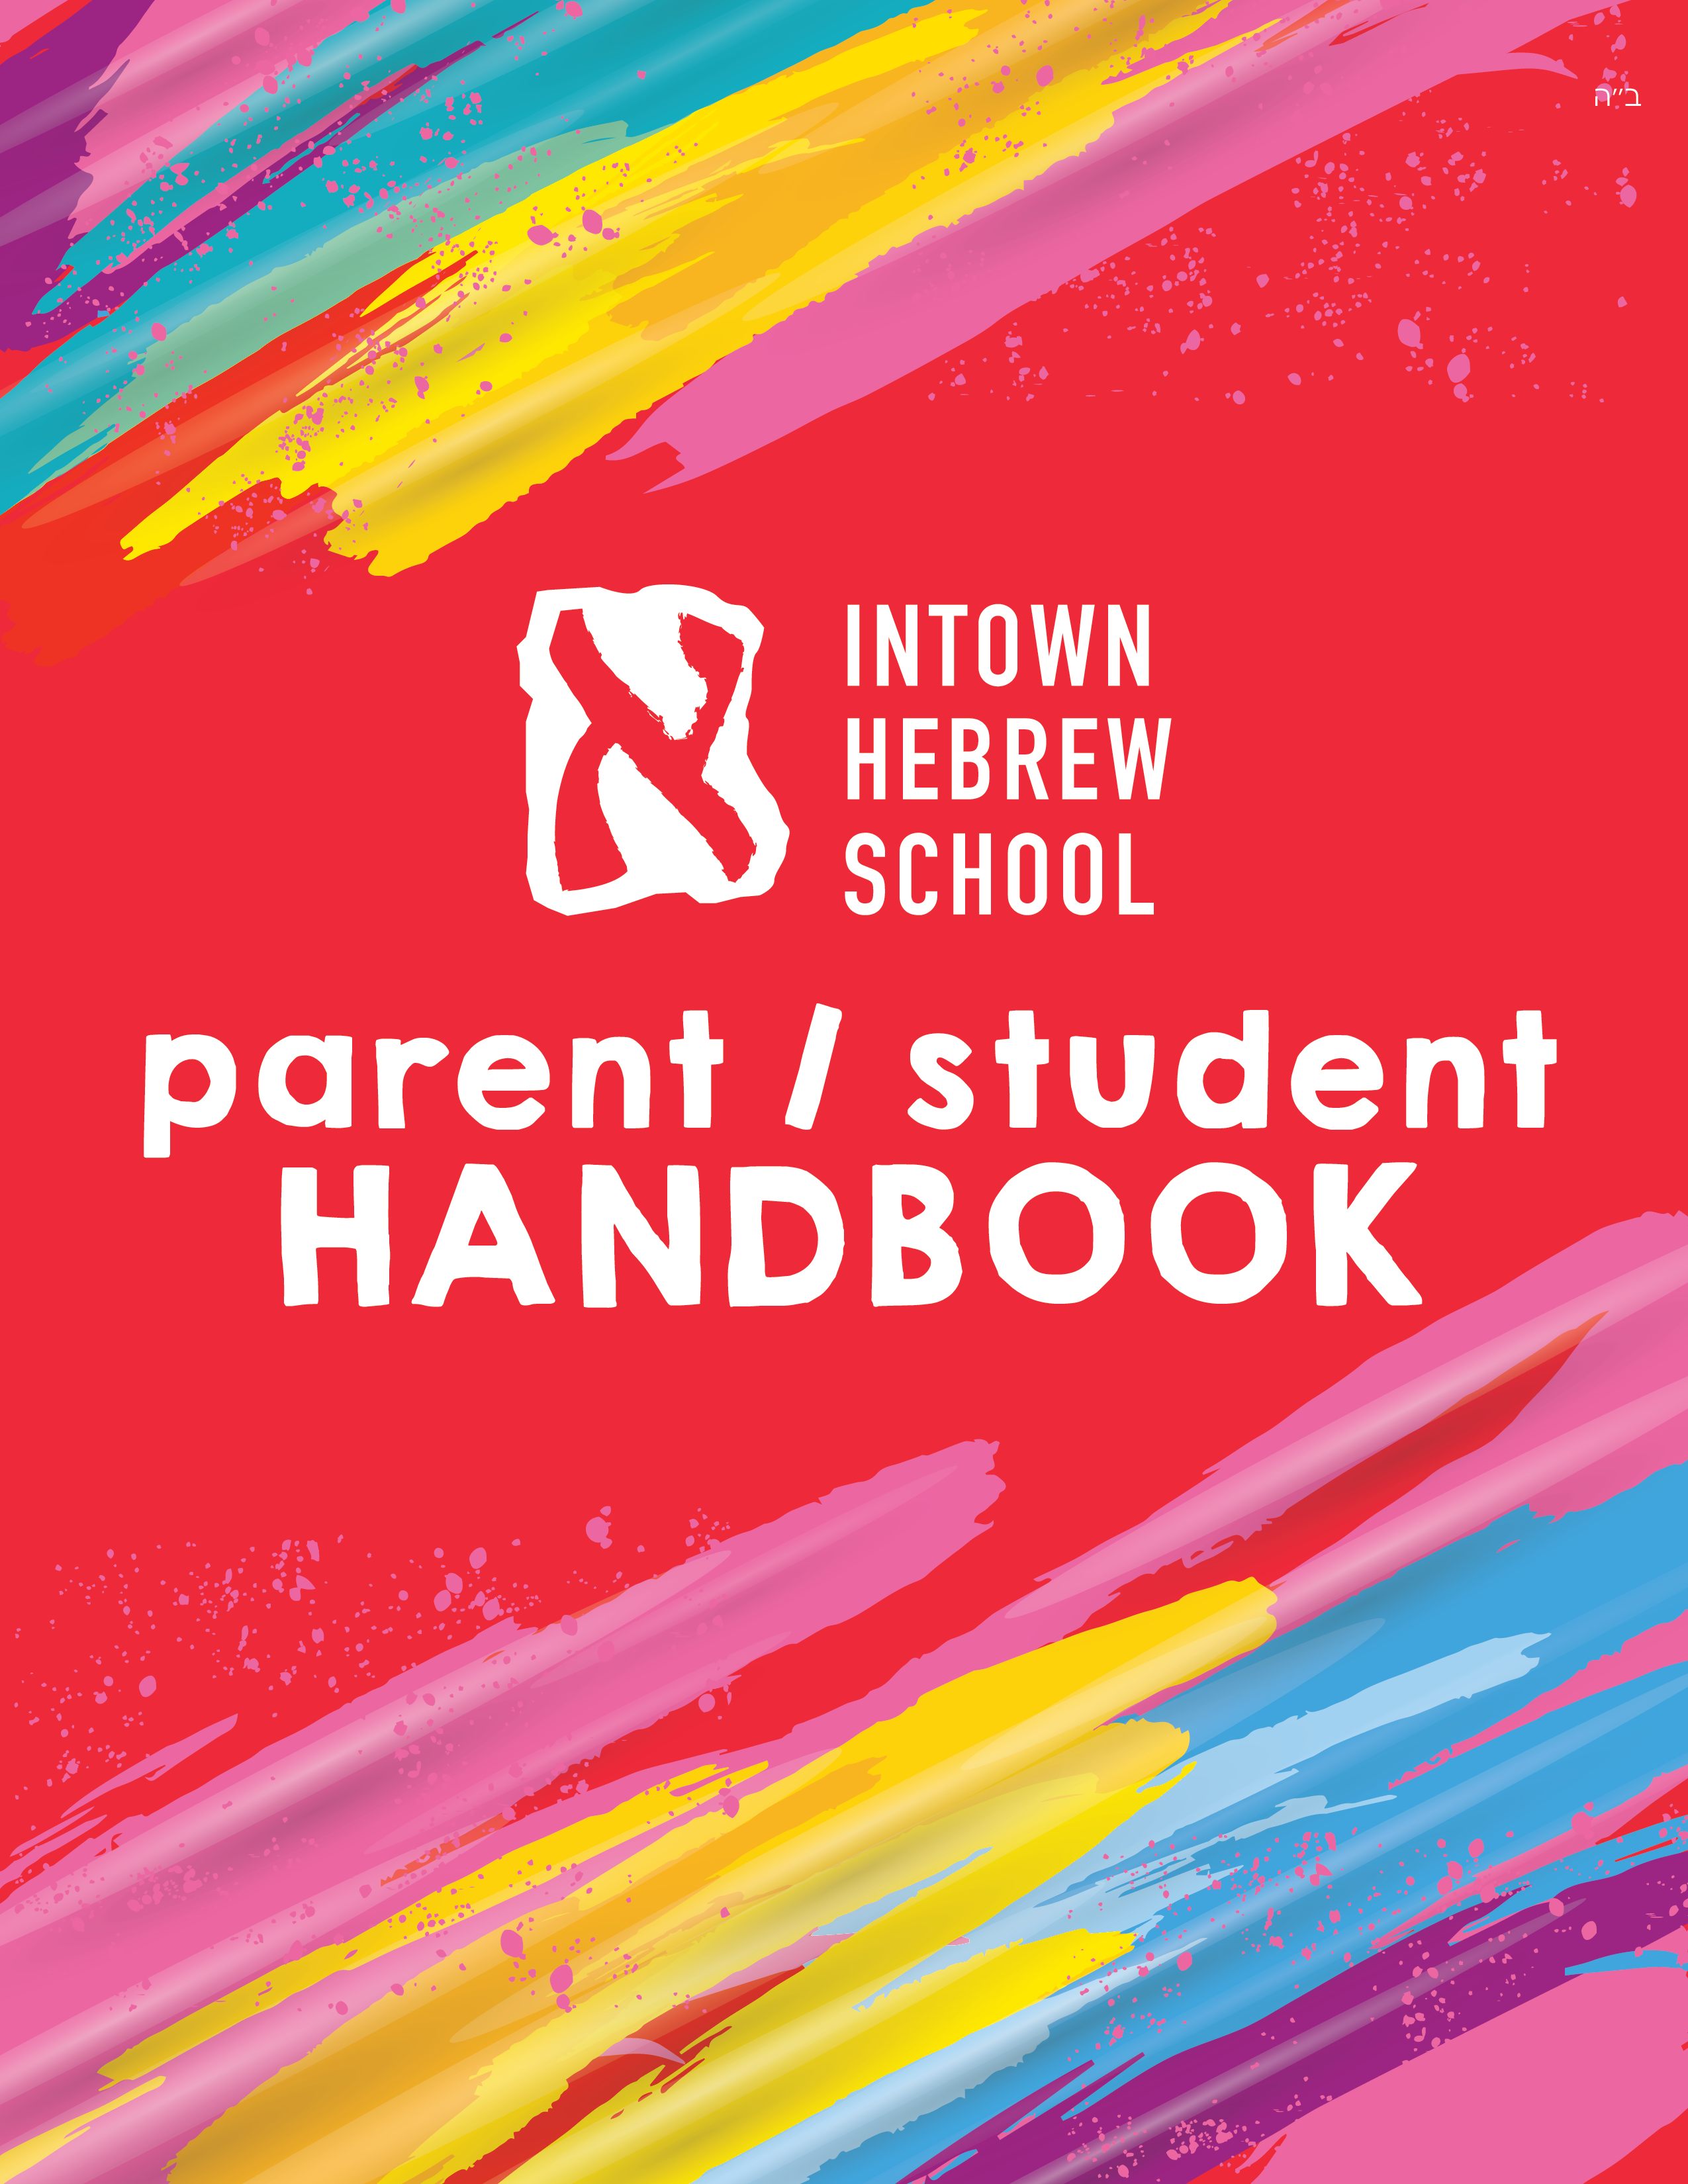 ב״ה
א
INTOWN
HEBREW
SCHOOL
parent / student
HANDBOOK